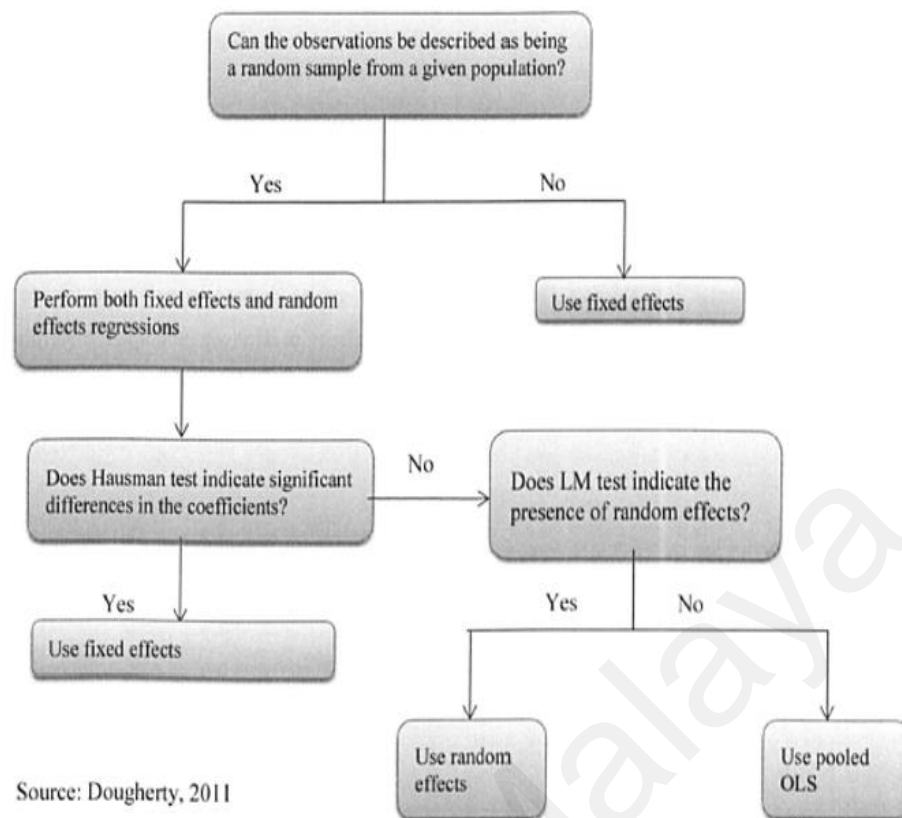 Can the observations be described as being
a random sample from a given population?
Yes
No
Perform both fixed effects and random
effects regressions
Use fixed effects
Does Hausman test indicate significant
differences in the coefficients?
No
Does LM test indicate the
presence of random effects?
Yes
Use fixed effects
Yes
No
Use random
effects
Use pooled
OLS
Source: Dougherty, 2011
Malaya